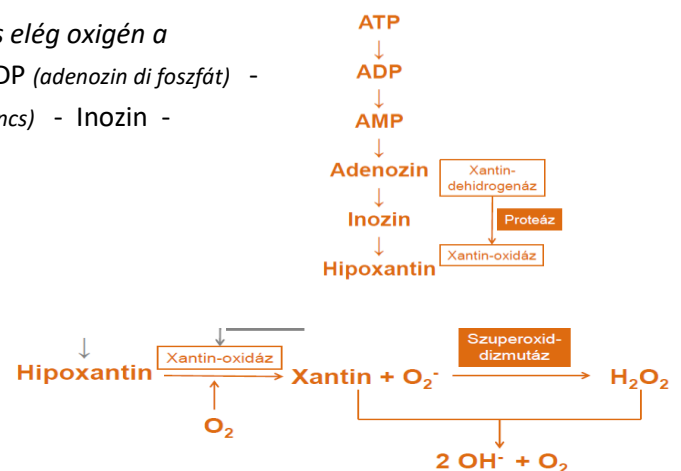 s elég oxigén a
DP (adenozin di foszfát) -
ncs) - Inozin -
ATP
↓
ADP
↓
AMP
↓
Adenozin
↓
Inozin
↓
Hipoxantin
Xantin-
dehidrogenáz
Proteáz
Xantin-oxidáz
↓
Hipoxantin
Xantin-oxidáz
O₂
Xantin + O₂⁻
Szuperoxid-
dizmutáz
H₂O₂
2 OH⁻ + O₂